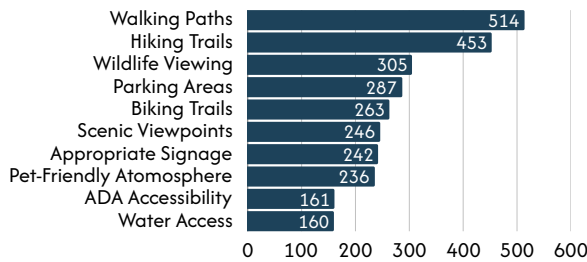 Walking Paths 514
Hiking Trails 453
Wildlife Viewing 305
Parking Areas 287
Biking Trails 263
Scenic Viewpoints 246
Appropriate Signage 242
Pet-Friendly Atomosphere 236
ADA Accessibility 161
Water Access 160
0 100 200 300 400 500 600